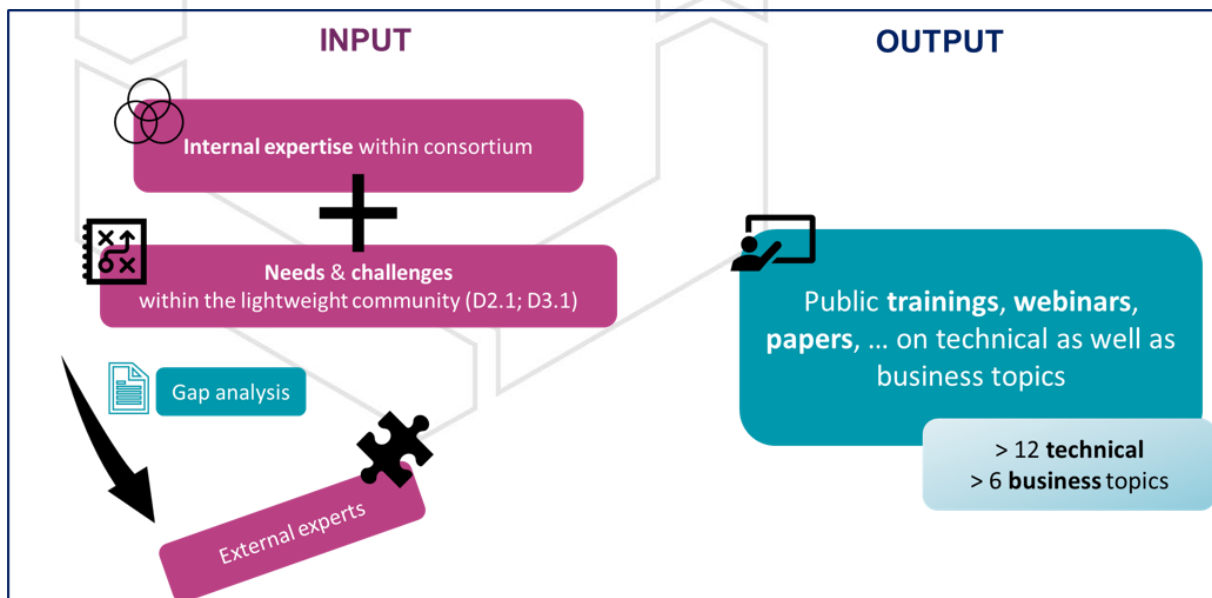 INPUT
Internal expertise within consortium
Needs & challenges
within the lightweight community (D2.1; D3.1)
Gap analysis
External experts
OUTPUT
Public trainings, webinars,
papers, ... on technical as well as
business topics
> 12 technical
> 6 business topics